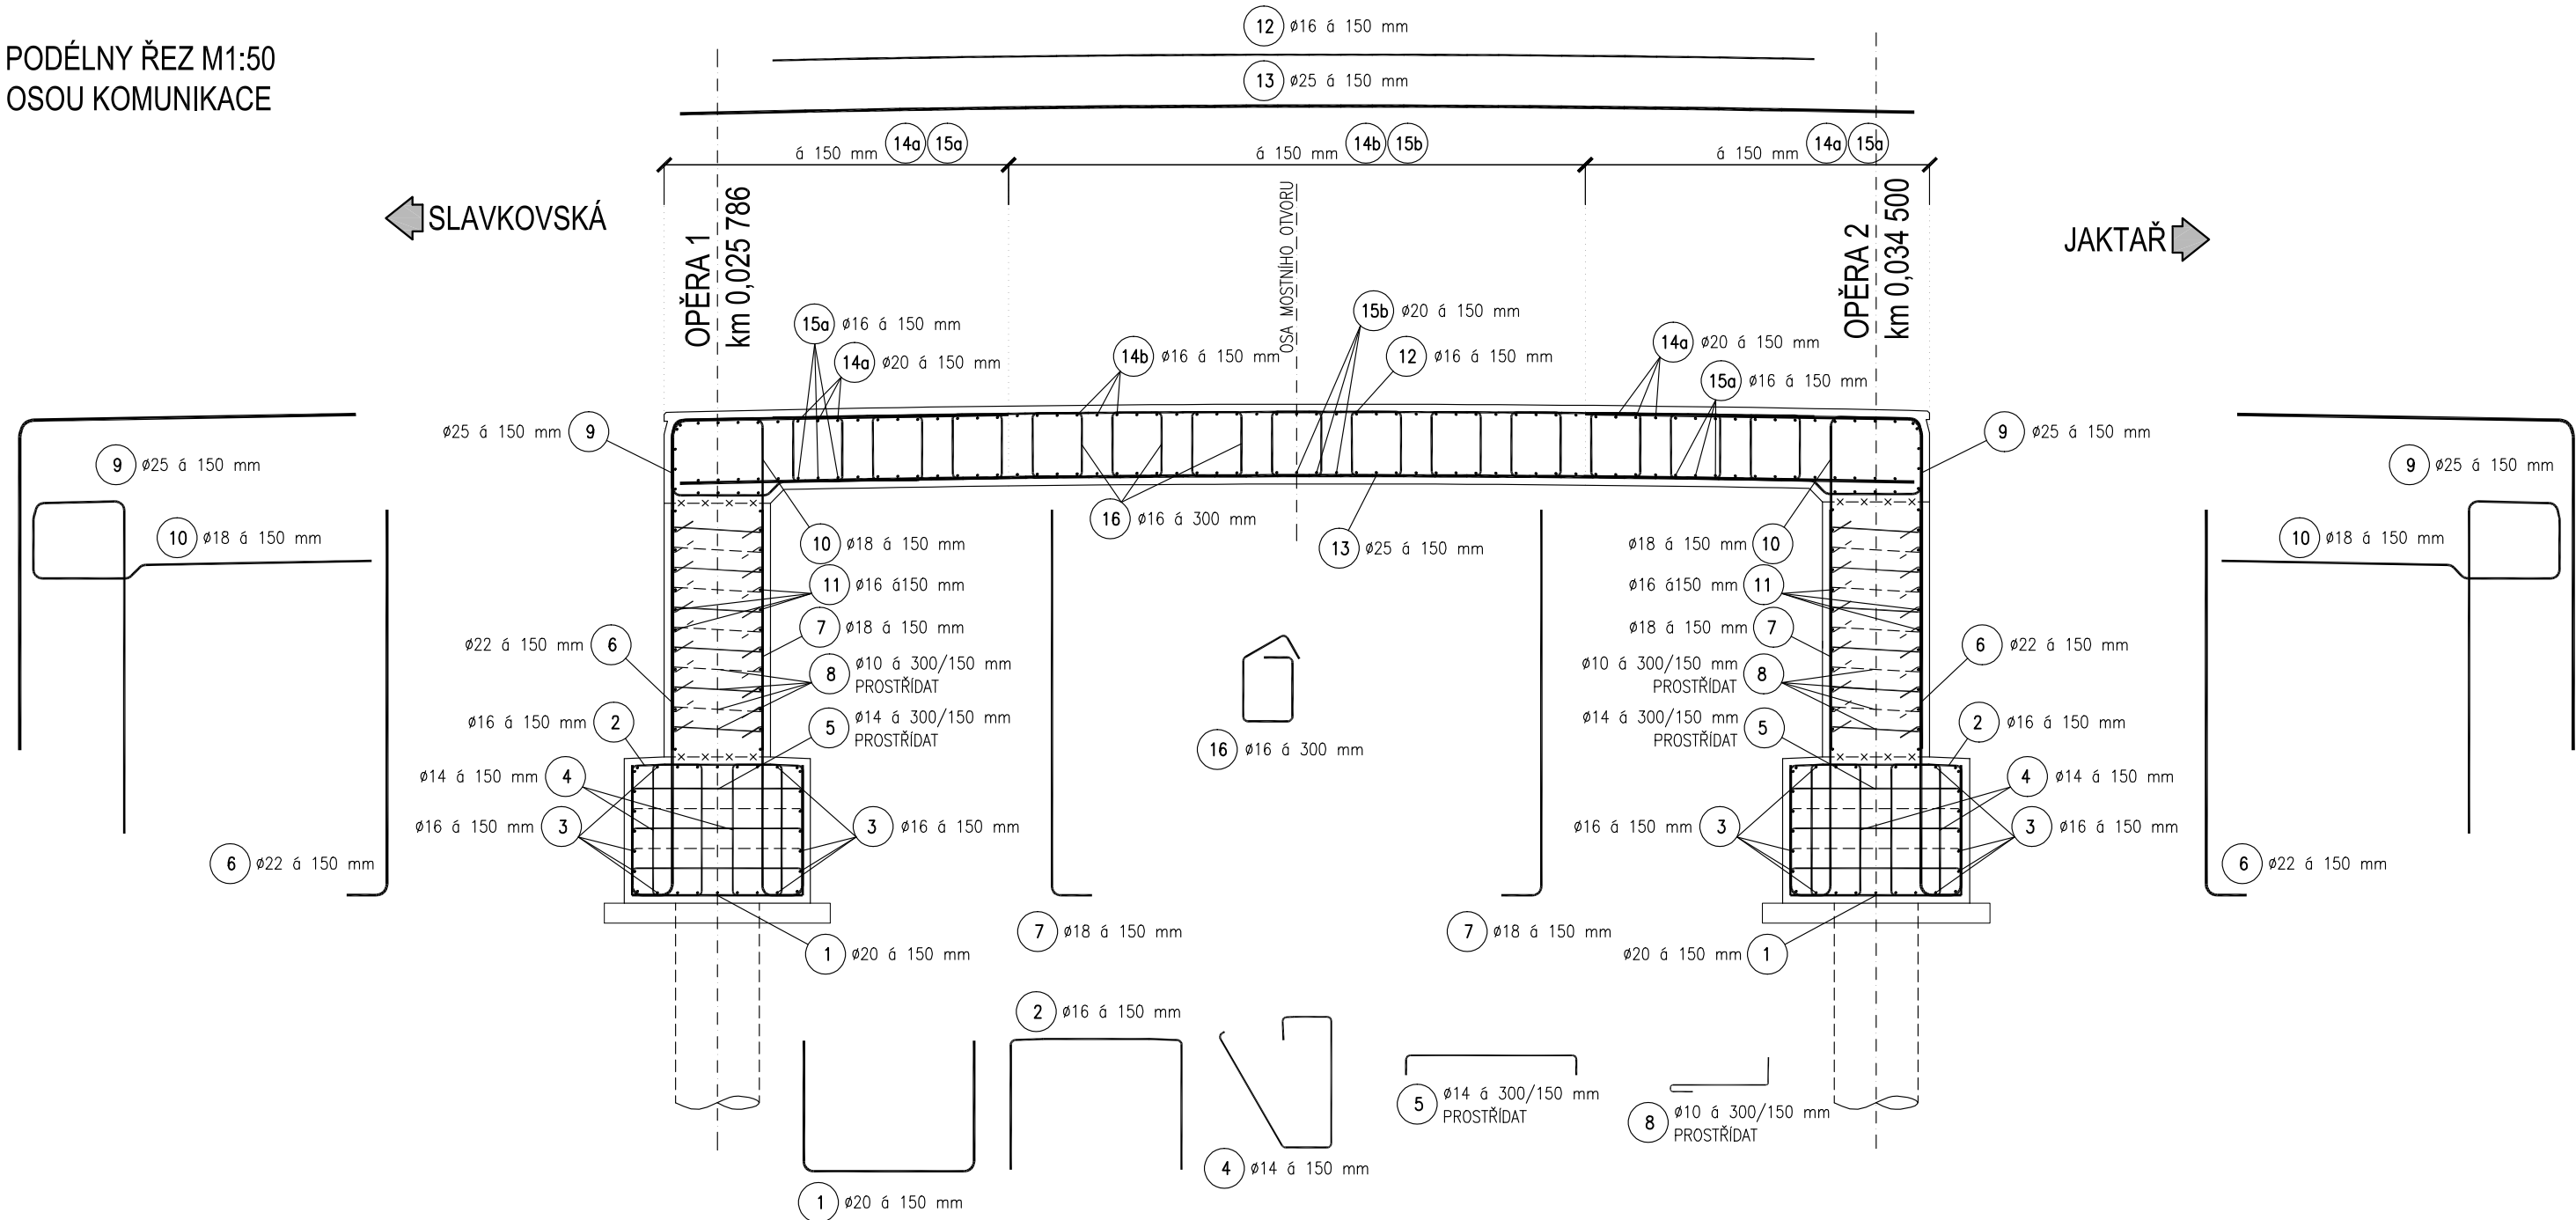 PODÉLNY ŘEZ M1:50
OSOU KOMUNIKACE
12 ø16 á 150 mm
13 ø25 á 150 mm
á 150 mm 14a 15a
á 150 mm 14b 15b
á 150 mm 14a 15a
SLAVKOVSKÁ
JAKTAŘ
OPĚRA 1
km 0,025 786
OSA MOSTNÍHO OTVORU
OPĚRA 2
km 0,034 500
15a ø16 á 150 mm
14a ø20 á 150 mm
14b ø16 á 150 mm
15b ø20 á 150 mm
12 ø16 á 150 mm
14a ø20 á 150 mm
15a ø16 á 150 mm
ø25 á 150 mm 9
9 ø25 á 150 mm
9 ø25 á 150 mm
9 ø25 á 150 mm
10 ø18 á 150 mm
10 ø18 á 150 mm
16 ø16 á 300 mm
13 ø25 á 150 mm
10 ø18 á 150 mm
ø18 á 150 mm 10
11 ø16 á150 mm
ø16 á150 mm 11
7 ø18 á 150 mm
ø18 á 150 mm 7
ø22 á 150 mm 6
6 ø22 á 150 mm
8 ø10 á 300/150 mm
PROSTŘÍDAT
ø10 á 300/150 mm 8
PROSTŘÍDAT
ø16 á 150 mm 2
2 ø16 á 150 mm
5 ø14 á 300/150 mm
PROSTŘÍDAT
ø14 á 300/150 mm 5
PROSTŘÍDAT
16 ø16 á 300 mm
ø14 á 150 mm 4
4 ø14 á 150 mm
ø16 á 150 mm 3
3 ø16 á 150 mm
ø16 á 150 mm 3
3 ø16 á 150 mm
6 ø22 á 150 mm
6 ø22 á 150 mm
7 ø18 á 150 mm
7 ø18 á 150 mm
1 ø20 á 150 mm
ø20 á 150 mm 1
2 ø16 á 150 mm
5 ø14 á 300/150 mm
PROSTŘÍDAT
8 ø10 á 300/150 mm
PROSTŘÍDAT
4 ø14 á 150 mm
1 ø20 á 150 mm